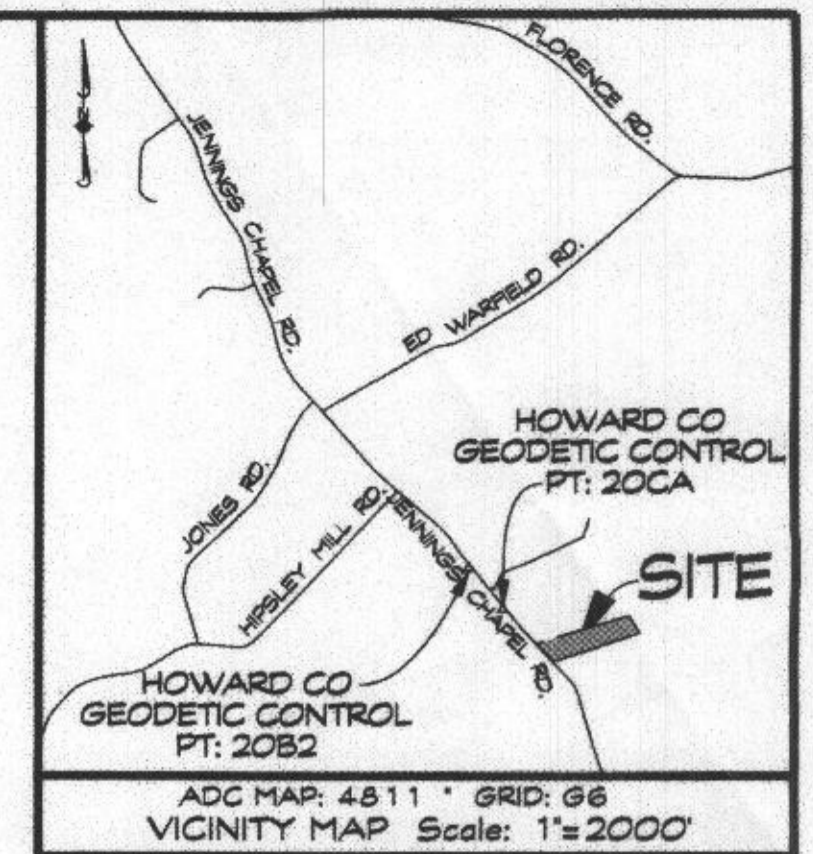 FLORENCE RD.
JENNINGS CHAPEL RD.
ED WARFIELD RD.
HOWARD CO
GEODETIC CONTROL
PT: 20CA
JONES RD.
HIPSLEY MILL RD.
JENNINGS CHAPEL RD.
SITE
HOWARD CO
GEODETIC CONTROL
PT: 20B2
ADC MAP: 4811 * GRID: G6
VICINITY MAP Scale: 1"=2000'